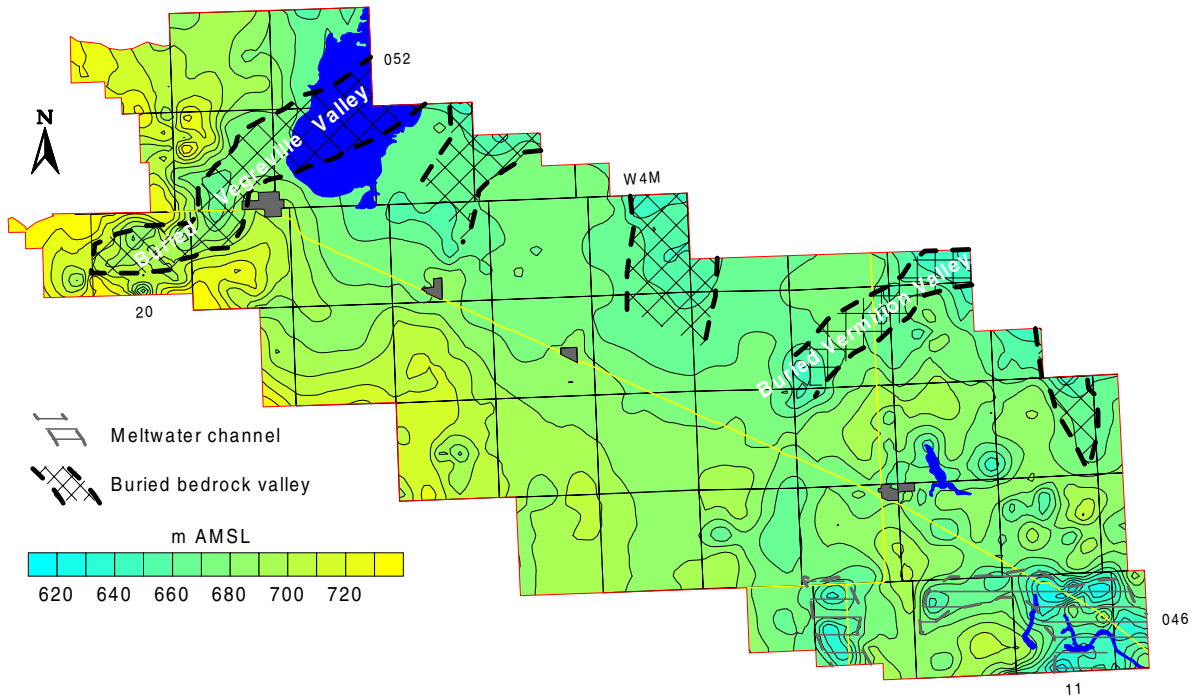 052
N
Buried Vegreville Valley
W4M
20
Buried Vermilion Valley
Meltwater channel
Buried bedrock valley
m AMSL
620 640 660 680 700 720
046
11